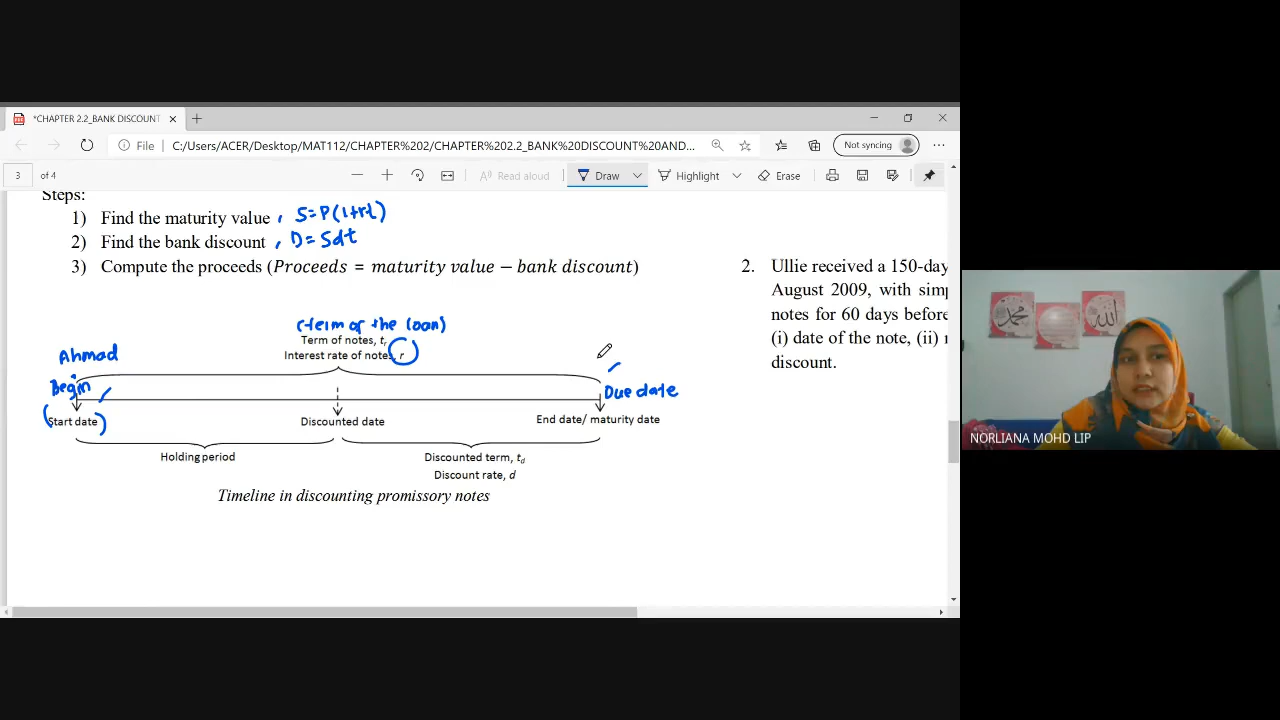 *CHAPTER 2.2_BANK DISCOUNT
File C:/Users/ACER/Desktop/MAT112/CHAPTER%202/CHAPTER%202.2_BANK%20DISCOUNT%20AND... Not syncing
3 of 4 Read aloud Draw Highlight Erase
Steps:
1) Find the maturity value , S=P(1+rt)
2) Find the bank discount , D=Sdt
3) Compute the proceeds (Proceeds = maturity value − bank discount)
(term of the loan)
Term of notes, tr
Interest rate of notes, r
Ahmad
Begin
Due date
(Start date)
Discounted date
End date/ maturity date
Holding period
Discounted term, td
Discount rate, d
Timeline in discounting promissory notes
2. Ullie received a 150-day
August 2009, with simp
notes for 60 days before
(i) date of the note, (ii)
discount.
NORLIANA MOHD LIP
محمد
الله